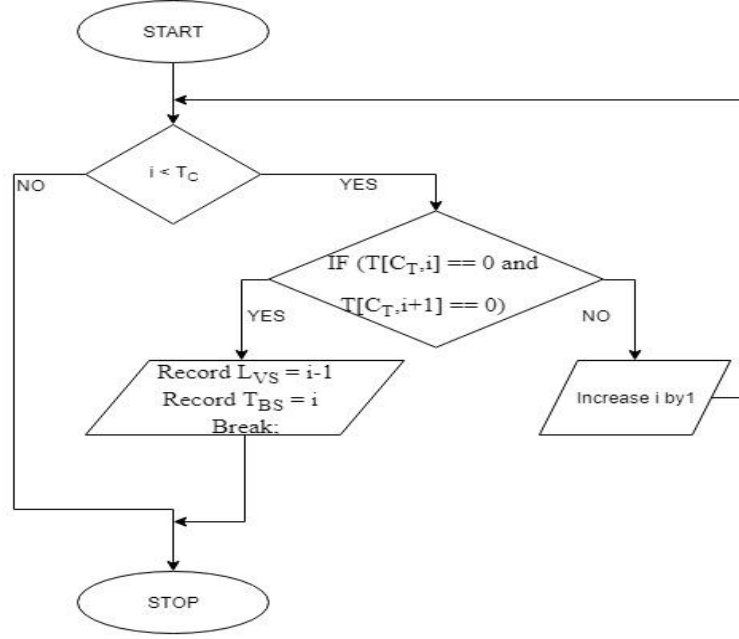 START
i < T_C
NO
YES
IF (T[C_T,i] == 0 and
T[C_T,i+1] == 0)
YES
NO
Record L_VS = i-1
Record T_BS = i
Break;
Increase i by1
STOP